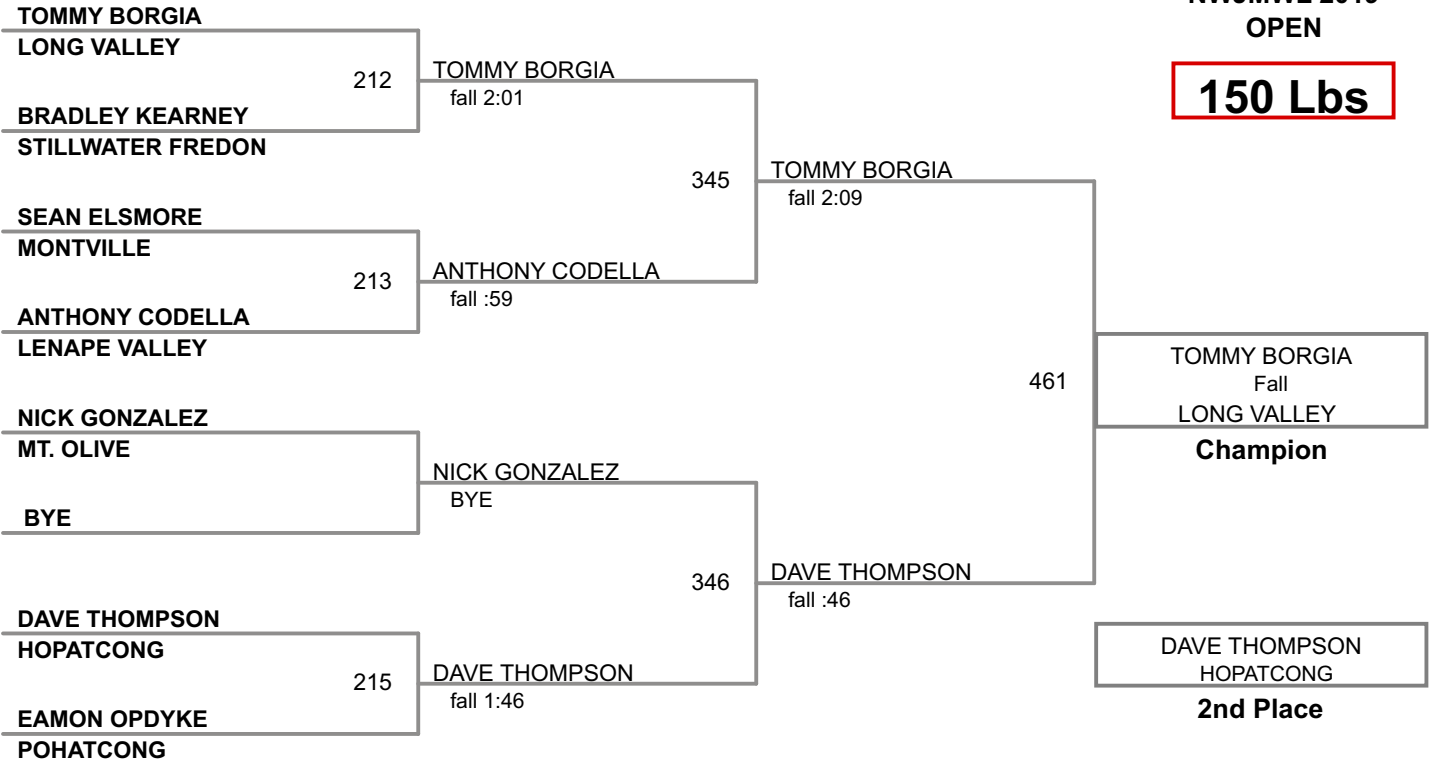 TOMMY BORGIA
LONG VALLEY
212
BRADLEY KEARNEY
STILLWATER FREDON
SEAN ELSMORE
MONTVILLE
213
ANTHONY CODELLA
LENAPE VALLEY
NICK GONZALEZ
MT. OLIVE
BYE
DAVE THOMPSON
HOPATCONG
215
EAMON OPDYKE
POHATCONG
TOMMY BORGIA
fall 2:01
345
ANTHONY CODELLA
fall :59
NICK GONZALEZ
BYE
346
DAVE THOMPSON
fall 1:46
TOMMY BORGIA
fall 2:09
461
DAVE THOMPSON
fall :46
OPEN
150 Lbs
TOMMY BORGIA
Fall
LONG VALLEY
Champion
DAVE THOMPSON
HOPATCONG
2nd Place